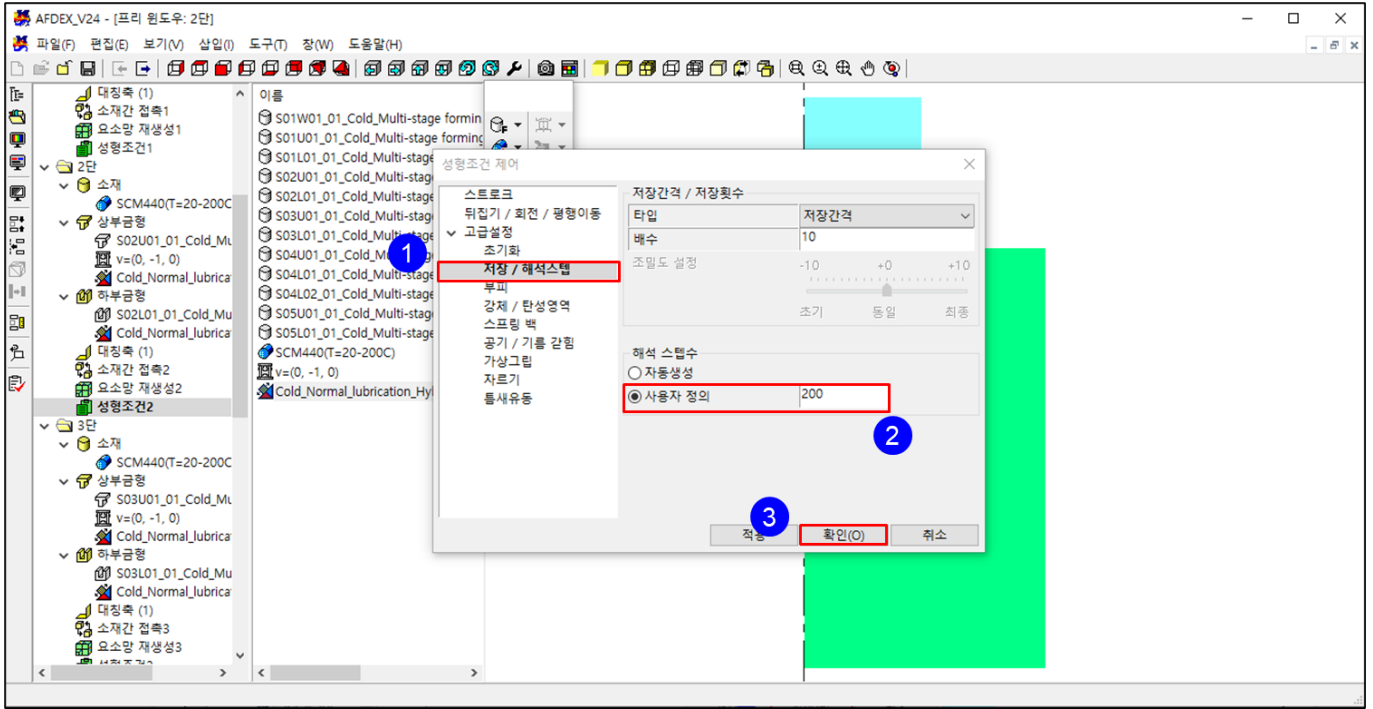 AFDEX_V24 - [프리 윈도우: 2단]
파일(F) 편집(E) 보기(V) 삽입(I) 도구(T) 창(W) 도움말(H)
대칭축 (1)
소재간 접촉1
요소망 재생성1
성형조건1
2단
소재
SCM440(T=20-200C
상부금형
S02U01_01_Cold_Mu
v=(0, -1, 0)
Cold_Normal_lubrica
하부금형
S02L01_01_Cold_Mu
Cold_Normal_lubrica
대칭축 (1)
소재간 접촉2
요소망 재생성2
성형조건2
3단
소재
SCM440(T=20-200C
상부금형
S03U01_01_Cold_Mu
v=(0, -1, 0)
Cold_Normal_lubrica
하부금형
S03L01_01_Cold_Mu
Cold_Normal_lubrica
대칭축 (1)
소재간 접촉3
요소망 재생성3
이름
S01W01_01_Cold_Multi-stage formin
S01U01_01_Cold_Multi-stage forming
S01L01_01_Cold_Multi-stage
S02U01_01_Cold_Multi-stag
S02L01_01_Cold_Multi-stage
S03U01_01_Cold_Multi-stag
S03L01_01_Cold_Multi-stage
S04U01_01_Cold_Multi-stag
S04L01_01_Cold_Multi-stage
S04L02_01_Cold_Multi-stage
S05U01_01_Cold_Multi-stag
S05L01_01_Cold_Multi-stage
SCM440(T=20-200C)
v=(0, -1, 0)
Cold_Normal_lubrication_Hyl
성형조건 제어
스트로크
뒤집기 / 회전 / 평행이동
고급설정
초기화
저장 / 해석스텝
부피
강체 / 탄성영역
스프링 백
공기 / 기름 갇힘
가상그립
자르기
틈새유동
저장간격 / 저장횟수
타입 저장간격
배수 10
조밀도 설정 -10 +0 +10
초기 동일 최종
해석 스텝수
자동생성
사용자 정의 200
확인(O) 취소
1
2
3